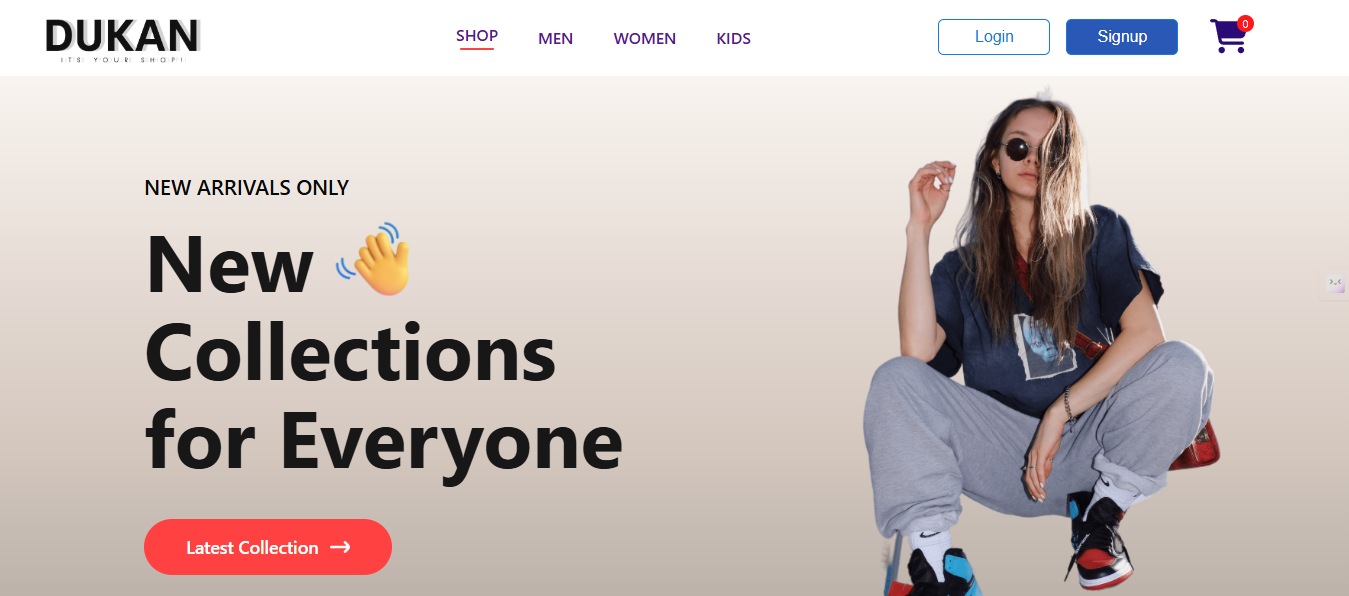 DUKAN
IT'S YOUR SHOP!!
SHOP
MEN
WOMEN
KIDS
Login
Signup
0
NEW ARRIVALS ONLY
New
Collections
for Everyone
Latest Collection